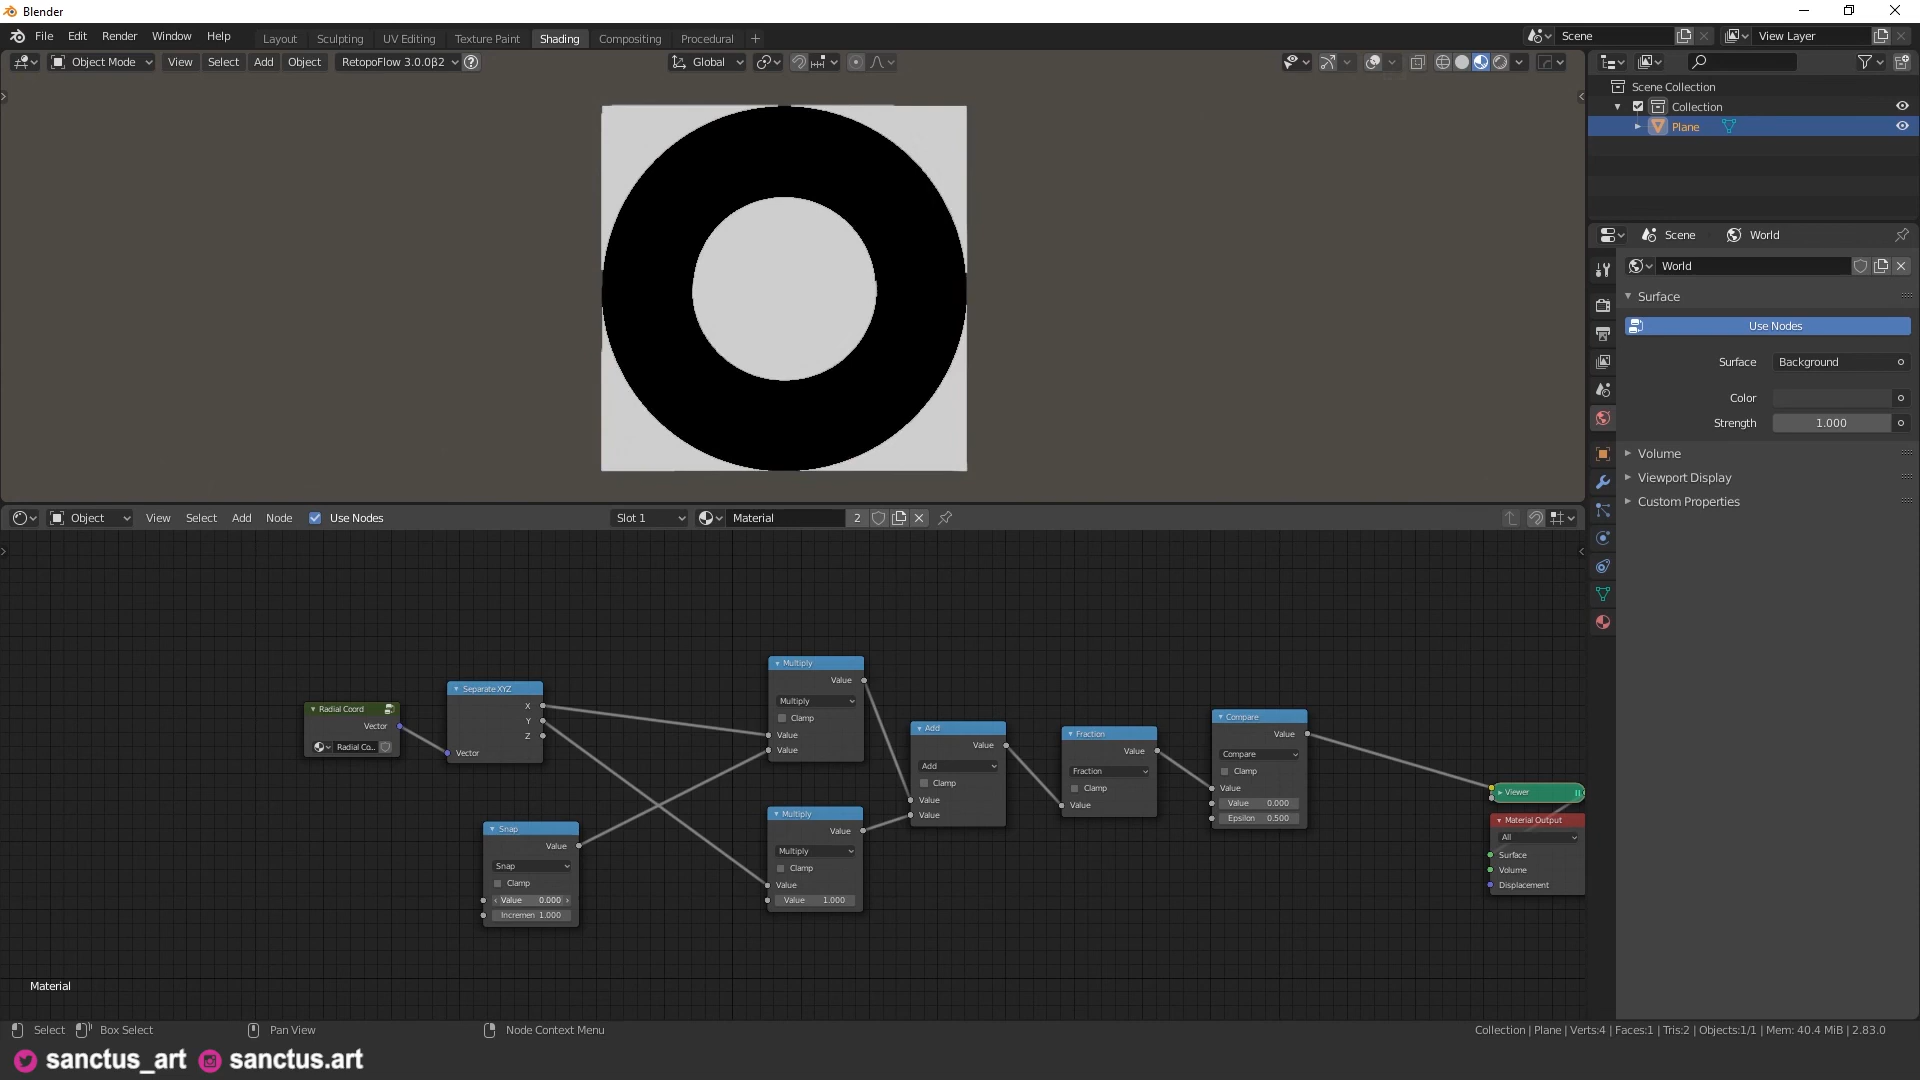 Blender
File Edit Render Window Help
Layout Sculpting UV Editing Texture Paint Shading Compositing Procedural +
Scene
View Layer
Object Mode View Select Add Object RetopoFlow 3.0.0β2
Global
Scene Collection
Collection
Plane
Scene World
World
Surface
Use Nodes
Surface Background
Color
Strength 1.000
Volume
Viewport Display
Custom Properties
Object View Select Add Node Use Nodes
Slot 1
Material 2
Radial Coord
Vector
Radial Co..
Separate XYZ
X
Y
Z
Vector
Snap
Value
Snap
Clamp
Value 0.000
Incremen 1.000
Multiply
Value
Multiply
Clamp
Value
Value
Multiply
Value
Multiply
Clamp
Value
Value 1.000
Add
Value
Add
Clamp
Value
Value
Fraction
Value
Fraction
Clamp
Value
Compare
Value
Compare
Clamp
Value
Value 0.000
Epsilon 0.500
Viewer
Material Output
All
Surface
Volume
Displacement
Material
Select Box Select Pan View Node Context Menu
Collection | Plane | Verts:4 | Faces:1 | Tris:2 | Objects:1/1 | Mem: 40.4 MiB | 2.83.0
sanctus_art sanctus.art